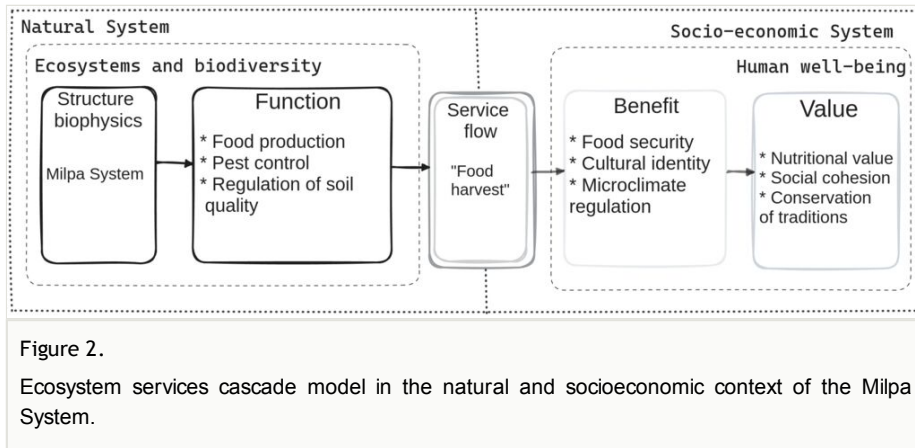 Natural System
Socio-economic System
Ecosystems and biodiversity
Human well-being
Structure
biophysics
Milpa System
Function
* Food production
* Pest control
* Regulation of soil
quality
Service
flow
"Food
harvest"
Benefit
* Food security
* Cultural identity
* Microclimate
regulation
Value
* Nutritional value
* Social cohesion
* Conservation
of traditions
Figure 2.
Ecosystem services cascade model in the natural and socioeconomic context of the Milpa
System.